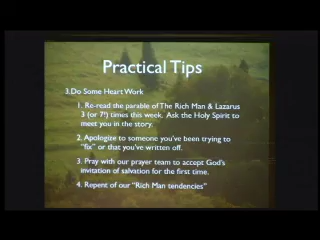 Practical Tips
3.Do Some Heart Work
1. Re-read the parable of The Rich Man & Lazarus
3 (or 7!) times this week.  Ask the Holy Spirit to
meet you in the story.
2. Apologize to someone you've been trying to
"fix" or that you've written off.
3. Pray with our prayer team to accept God's
invitation of salvation for the first time.
4. Repent of our "Rich Man tendencies"